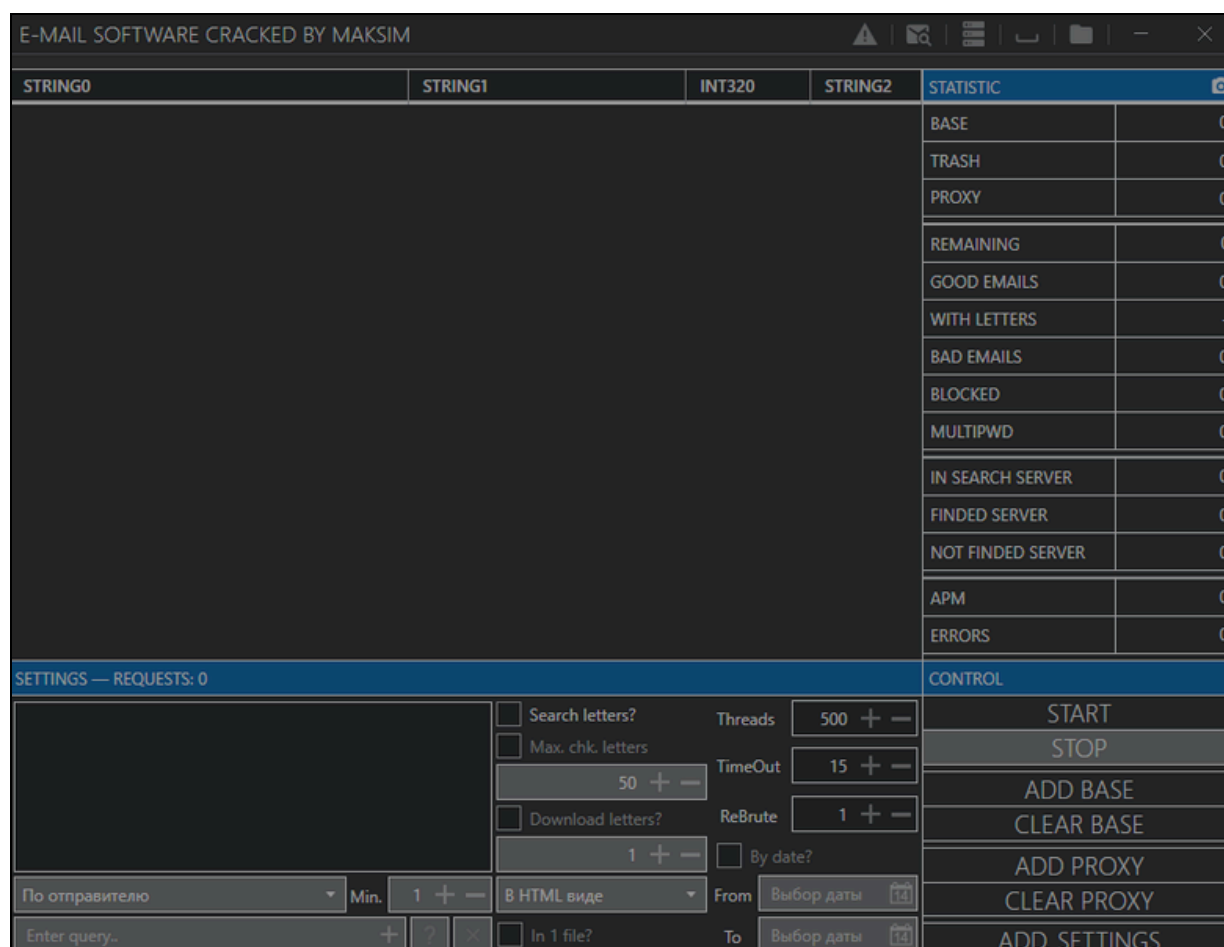 E-MAIL SOFTWARE CRACKED BY MAKSIM
STRING0 STRING1 INT320 STRING2
STATISTIC
BASE
TRASH
PROXY
REMAINING
GOOD EMAILS
WITH LETTERS
BAD EMAILS
BLOCKED
MULTIPWD
IN SEARCH SERVER
FINDED SERVER
NOT FINDED SERVER
APM
ERRORS
SETTINGS — REQUESTS: 0
Search letters?
Max. chk. letters
50
Download letters?
1
Threads 500
TimeOut 15
ReBrute 1
By date?
По отправителю Min. 1 В HTML виде From Выбор даты 14
Enter query.. ? In 1 file? To Выбор даты 14
CONTROL
START
STOP
ADD BASE
CLEAR BASE
ADD PROXY
CLEAR PROXY
ADD SETTINGS